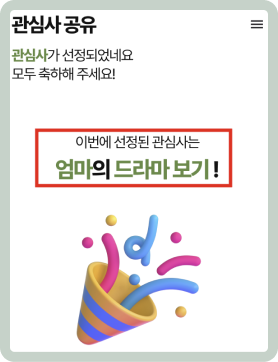 관심사 공유
관심사가 선정되었네요
모두 축하해 주세요!
이번에 선정된 관심사는
엄마의 드라마 보기 !